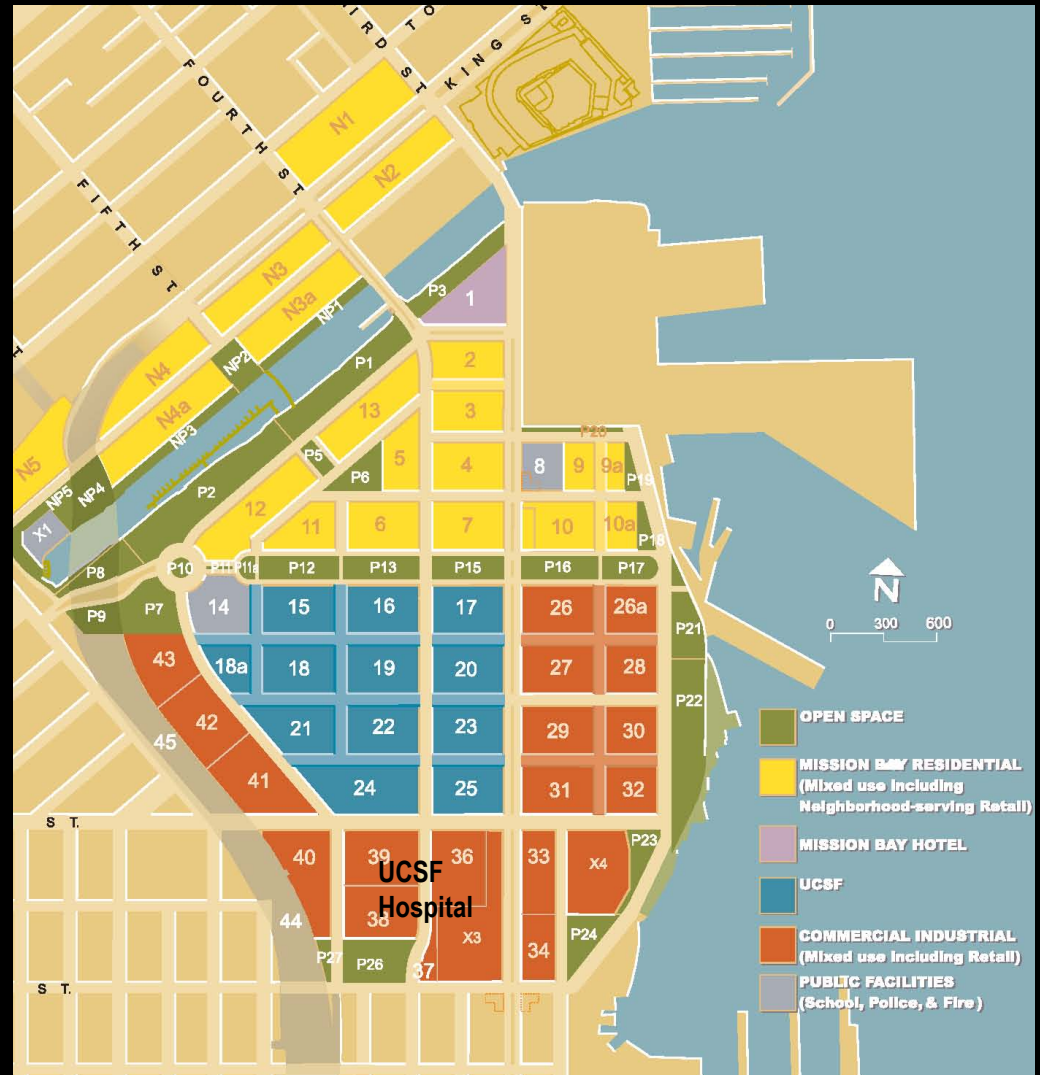 IRD ST
TO
KING ST
FOURTH ST.
FIFTH ST.
N1
N2
N3
N3a
NP1
P3
1
NP2
P1
N4
2
N4a
NP3
13
3
P20
N5
P5
5
4
8
9
9a
P6
P19
NP5
NP4
P2
12
X1
11
6
7
10
10a
P18
P8
P10
P11
P11a
P12
P13
P15
P16
P17
N
P9
P7
14
15
16
17
26
26a
P21
0 300 600
43
18a
18
19
20
27
28
P22
42
45
21
22
23
29
30
41
24
25
31
32
OPEN SPACE
MISSION BAY RESIDENTIAL
(Mixed use including
Neighborhood-serving Retail)
MISSION BAY HOTEL
UCSF
COMMERCIAL INDUSTRIAL
(Mixed use including Retail)
PUBLIC FACILITIES
(School, Police, & Fire)
S T.
40
39
36
33
X4
P23
UCSF
Hospital
44
38
X3
34
P24
P27
P26
37
S T.